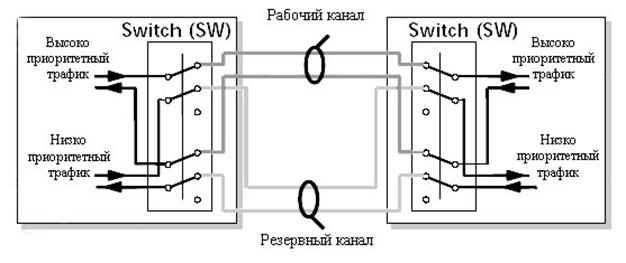 Рабочий канал
Switch (SW)
Switch (SW)
Высоко
приоритетный
трафик
Высоко
приоритетный
трафик
Низко
приоритетный
трафик
Низко
приоритетный
трафик
Резервный канал